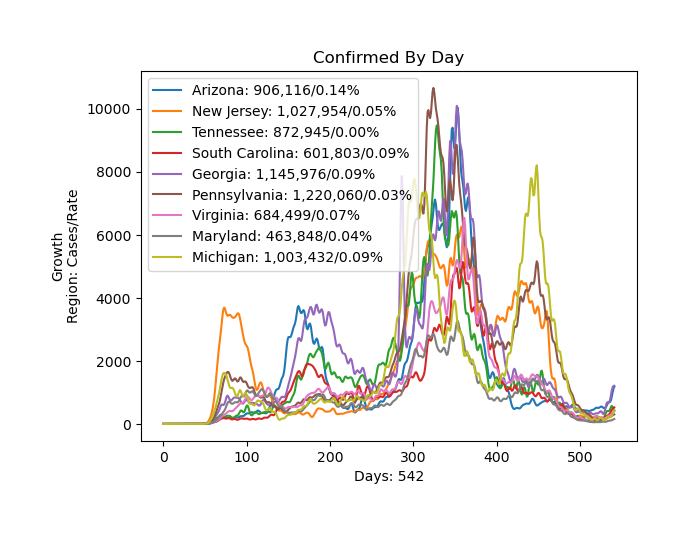 Confirmed By Day
Growth
Region: Cases/Rate
10000
8000
6000
4000
2000
0
Arizona: 906,116/0.14%
New Jersey: 1,027,954/0.05%
Tennessee: 872,945/0.00%
South Carolina: 601,803/0.09%
Georgia: 1,145,976/0.09%
Pennsylvania: 1,220,060/0.03%
Virginia: 684,499/0.07%
Maryland: 463,848/0.04%
Michigan: 1,003,432/0.09%
0 100 200 300 400 500
Days: 542